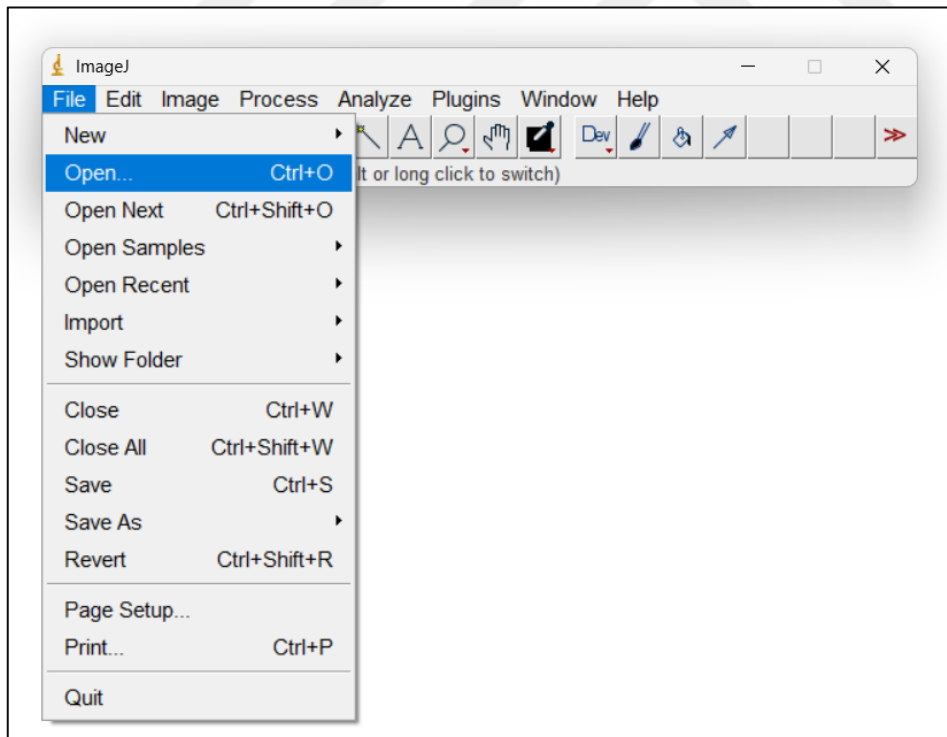 ImageJ
File Edit Image Process Analyze Plugins Window Help
A Dev
lt or long click to switch)
New
Open... Ctrl+O
Open Next Ctrl+Shift+O
Open Samples
Open Recent
Import
Show Folder
Close Ctrl+W
Close All Ctrl+Shift+W
Save Ctrl+S
Save As
Revert Ctrl+Shift+R
Page Setup...
Print... Ctrl+P
Quit